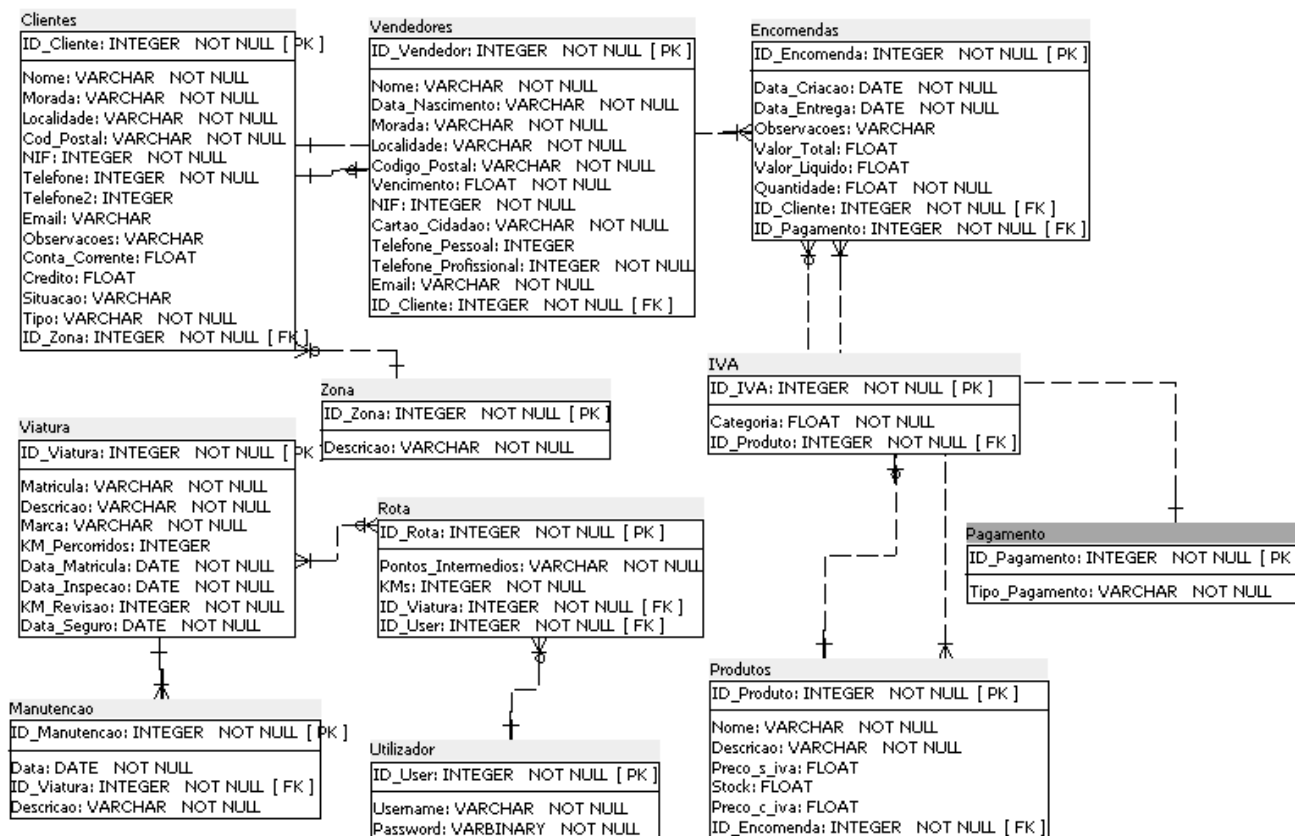 Clientes
ID_Cliente: INTEGER NOT NULL [ PK ]
Nome: VARCHAR NOT NULL
Morada: VARCHAR NOT NULL
Localidade: VARCHAR NOT NULL
Cod_Postal: VARCHAR NOT NULL
NIF: INTEGER NOT NULL
Telefone: INTEGER NOT NULL
Telefone2: INTEGER
Email: VARCHAR
Observacoes: VARCHAR
Conta_Corrente: FLOAT
Credito: FLOAT
Situacao: VARCHAR
Tipo: VARCHAR NOT NULL
ID_Zona: INTEGER NOT NULL [ FK ]
Vendedores
ID_Vendedor: INTEGER NOT NULL [ PK ]
Nome: VARCHAR NOT NULL
Data_Nascimento: VARCHAR NOT NULL
Morada: VARCHAR NOT NULL
Localidade: VARCHAR NOT NULL
Codigo_Postal: VARCHAR NOT NULL
Vencimento: FLOAT NOT NULL
NIF: INTEGER NOT NULL
Cartao_Cidadao: VARCHAR NOT NULL
Telefone_Pessoal: INTEGER
Telefone_Profissional: INTEGER NOT NULL
Email: VARCHAR NOT NULL
ID_Cliente: INTEGER NOT NULL [ FK ]
Encomendas
ID_Encomenda: INTEGER NOT NULL [ PK ]
Data_Criacao: DATE NOT NULL
Data_Entrega: DATE NOT NULL
Observacoes: VARCHAR
Valor_Total: FLOAT
Valor_Liquido: FLOAT
Quantidade: FLOAT NOT NULL
ID_Cliente: INTEGER NOT NULL [ FK ]
ID_Pagamento: INTEGER NOT NULL [ FK ]
Zona
ID_Zona: INTEGER NOT NULL [ PK ]
Descricao: VARCHAR NOT NULL
IVA
ID_IVA: INTEGER NOT NULL [ PK ]
Categoria: FLOAT NOT NULL
ID_Produto: INTEGER NOT NULL [ FK ]
Viatura
ID_Viatura: INTEGER NOT NULL [ PK ]
Matricula: VARCHAR NOT NULL
Descricao: VARCHAR NOT NULL
Marca: VARCHAR NOT NULL
KM_Percorridos: INTEGER
Data_Matricula: DATE NOT NULL
Data_Inspecao: DATE NOT NULL
KM_Revisao: INTEGER NOT NULL
Data_Seguro: DATE NOT NULL
Rota
ID_Rota: INTEGER NOT NULL [ PK ]
Pontos_Intermedios: VARCHAR NOT NULL
KMs: INTEGER NOT NULL
ID_Viatura: INTEGER NOT NULL [ FK ]
ID_User: INTEGER NOT NULL [ FK ]
Pagamento
ID_Pagamento: INTEGER NOT NULL [ PK
Tipo_Pagamento: VARCHAR NOT NULL
Manutencao
ID_Manutencao: INTEGER NOT NULL [ PK ]
Data: DATE NOT NULL
ID_Viatura: INTEGER NOT NULL [ FK ]
Descricao: VARCHAR NOT NULL
Utilizador
ID_User: INTEGER NOT NULL [ PK ]
Username: VARCHAR NOT NULL
Password: VARBINARY NOT NULL
Produtos
ID_Produto: INTEGER NOT NULL [ PK ]
Nome: VARCHAR NOT NULL
Descricao: VARCHAR NOT NULL
Preco_s_iva: FLOAT
Stock: FLOAT
Preco_c_iva: FLOAT
ID_Encomenda: INTEGER NOT NULL [ FK ]